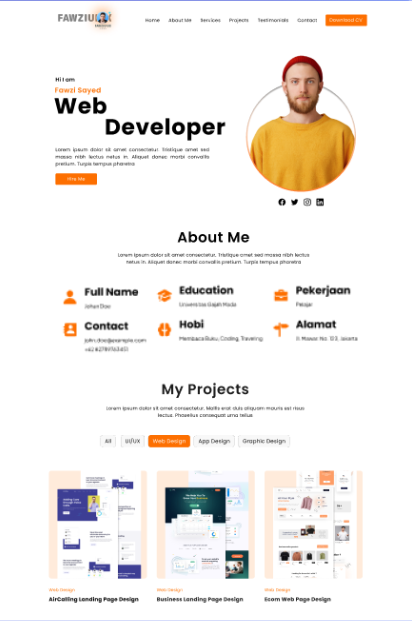 FAWZIUIUX
Home About Me Services Projects Testimonials Contact Download CV
Hi I am
Fawzi Sayed
Web
Developer
Lorem ipsum dolor sit amet consectetur. Tristique amet sed
massa nibh lectus netus in. Aliquet donec morbi convallis
pretium. Turpis tempus pharetra
Hire Me
About Me
Lorem ipsum dolor sit amet consectetur. Tristique amet sed massa nibh lectus
netus in. Aliquet donec morbi convallis pretium. Turpis tempus pharetra
Full Name
Johan Doe
Education
Universitas Gajah Mada
Pekerjaan
Pelajar
Contact
john.doe@example.com
Hobi
Membaca Buku, Coding, Traveling
Alamat
Jl. Mawar No. 123, Jakarta
My Projects
Lorem ipsum dolor sit amet consectetur. Mollis erat duis aliquam mauris est risus
lectus. Phasellus consequat urna tellus
All UI/UX Web Design App Design Graphic Design
Web Design
AirCalling Landing Page Design
Web Design
Business Landing Page Design
Web Design
Ecom Web Page Design